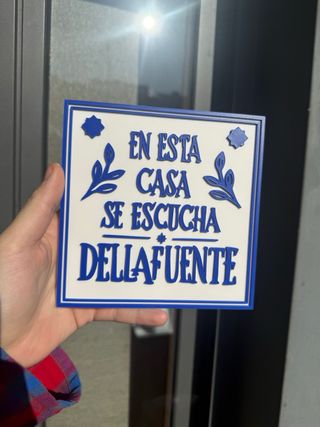 EN ESTA
CASA
SE ESCUCHA
DELLAFUENTE